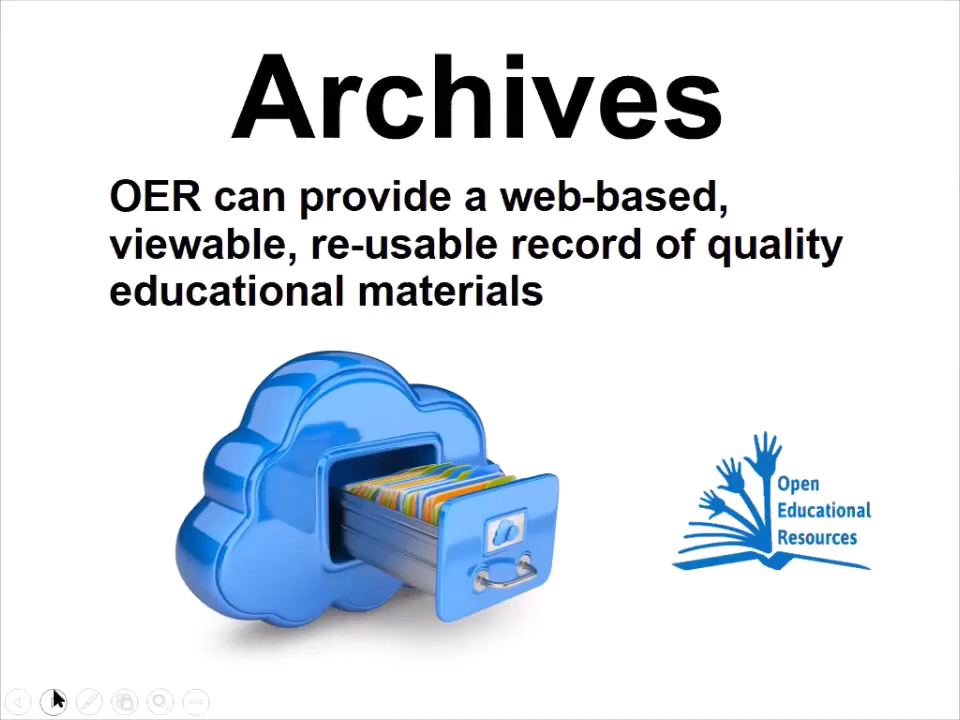 Archives
OER can provide a web-based,
viewable, re-usable record of quality
educational materials
Open
Educational
Resources